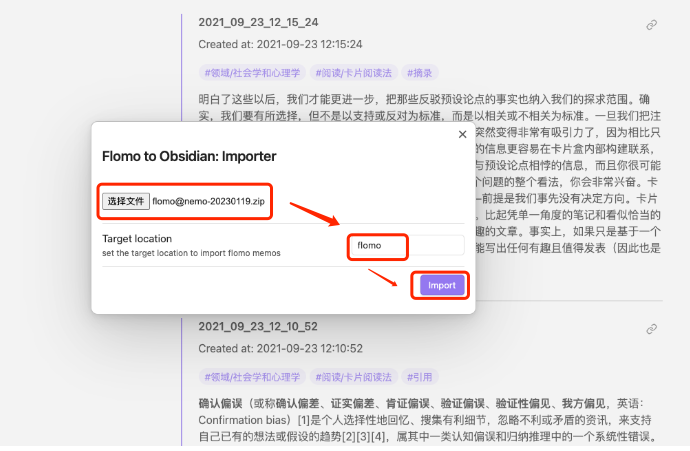 2021_09_23_12_15_24
Created at: 2021-09-23 12:15:24
#领域/社会学和心理学 #阅读/卡片阅读法 #摘录
明白了这些以后，我们才能更进一步，把那些反驳预设论点的事实也纳入我们的探求范围。确
实，我们要有所选择，但不是以支持或反对为标准，而是以相关或不相关为标准。一旦我们把注
突然变得非常有吸引力了，因为相比只
的信息更容易在卡片盒内部构建联系，
与预设论点相悖的信息，而且你很可能
个问题的整个看法，你会非常兴奋。卡
—前提是我们事先没有决定方向。卡片
，比起凭单一角度的笔记和看似恰当的
趣的文章。事实上，如果只是基于一个
能写出任何有趣且值得发表（因此也是
Flomo to Obsidian: Importer
选择文件 flomo@nemo-20230119.zip
Target location
set the target location to import flomo memos
flomo
Import
2021_09_23_12_10_52
Created at: 2021-09-23 12:10:52
#领域/社会学和心理学 #阅读/卡片阅读法 #引用
确认偏误（或称确认偏差、证实偏差、肯证偏误、验证偏误、验证性偏见、我方偏见，英语：
Confirmation bias）[1]是个人选择性地回忆、搜集有利细节，忽略不利或矛盾的资讯，来支持
自己已有的想法或假设的趋势[2][3][4]，属其中一类认知偏误和归纳推理中的一个系统性错误。